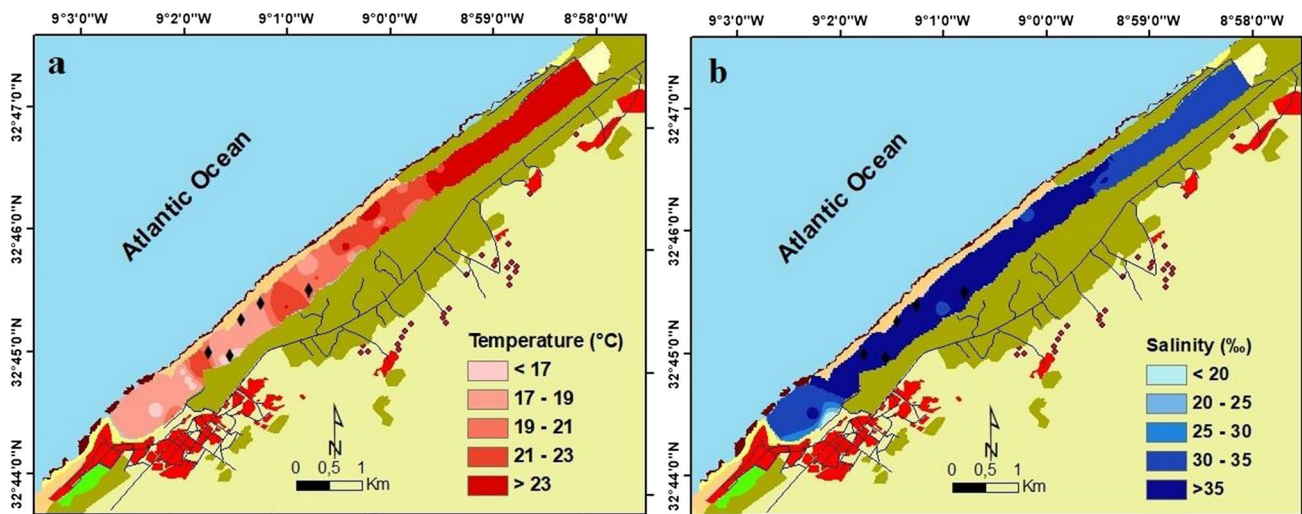 9°3'0"W 9°2'0"W 9°1'0"W 9°0'0"W 8°59'0"W 8°58'0"W
a
32°47'0"N
32°46'0"N
32°45'0"N
32°44'0"N
Atlantic Ocean
Temperature (°C)
< 17
17 - 19
19 - 21
21 - 23
> 23
N
0 0,5 1
Km
9°3'0"W 9°2'0"W 9°1'0"W 9°0'0"W 8°59'0"W 8°58'0"W
b
32°47'0"N
32°46'0"N
32°45'0"N
32°44'0"N
Atlantic Ocean
Salinity (‰)
< 20
20 - 25
25 - 30
30 - 35
>35
N
0 0,5 1
Km